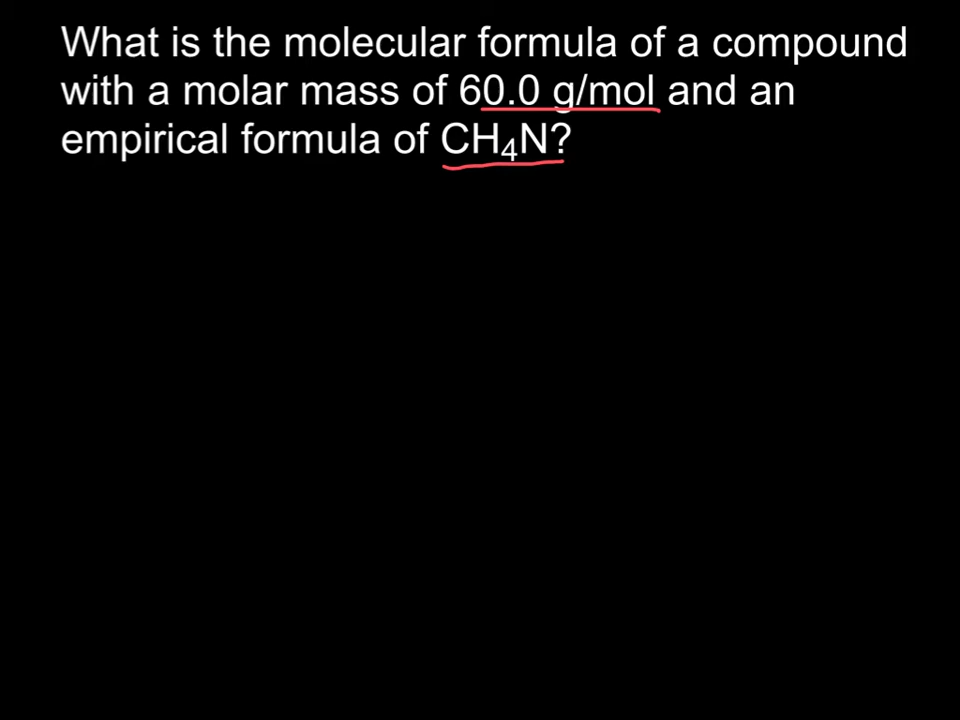 What is the molecular formula of a compound
with a molar mass of 60.0 g/mol and an
empirical formula of CH₄N?